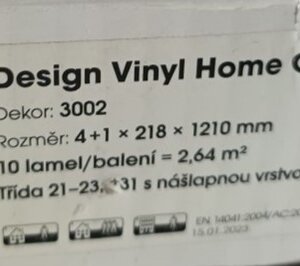 Design Vinyl Home
Dekor: 3002
Rozměr: 4+1 × 218 × 1210 mm
10 lamel/balení = 2,64 m²
Třída 21–23, 31 s nášlapnou vrstvo
EN 14041:2004/AC:20
15.01.2023